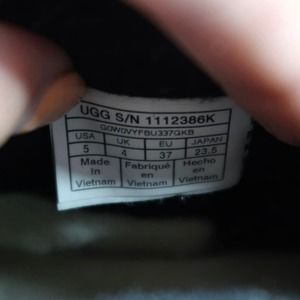 UGG S/N 1112386K
G0W0VYFBU337GKB
USA UK EU JAPAN
5 4 37 23.5
Made in Vietnam
Fabriqué en Vietnam
Hecho en Vietnam